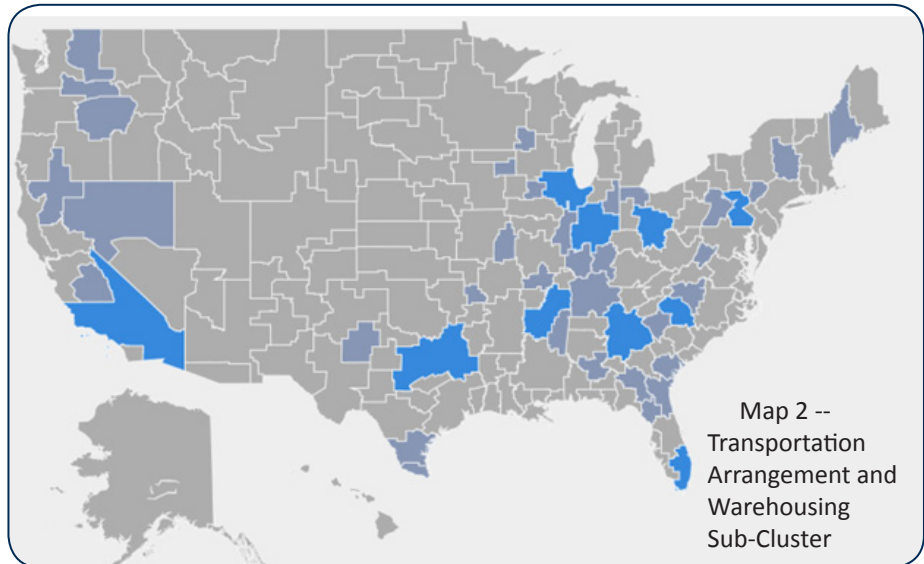 Map 2 --
Transportation
Arrangement and
Warehousing
Sub-Cluster